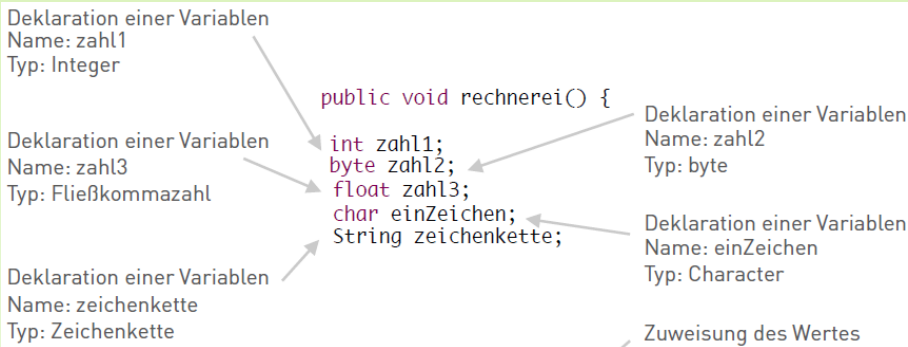 Deklaration einer Variablen
Name: zahl1
Typ: Integer
public void rechnerei() {
Deklaration einer Variablen
Name: zahl2
Typ: byte
Deklaration einer Variablen
Name: zahl3
Typ: Fließkommazahl
int zahl1;
byte zahl2;
float zahl3;
char einZeichen;
String zeichenkette;
Deklaration einer Variablen
Name: einZeichen
Typ: Character
Deklaration einer Variablen
Name: zeichenkette
Typ: Zeichenkette
Zuweisung des Wertes